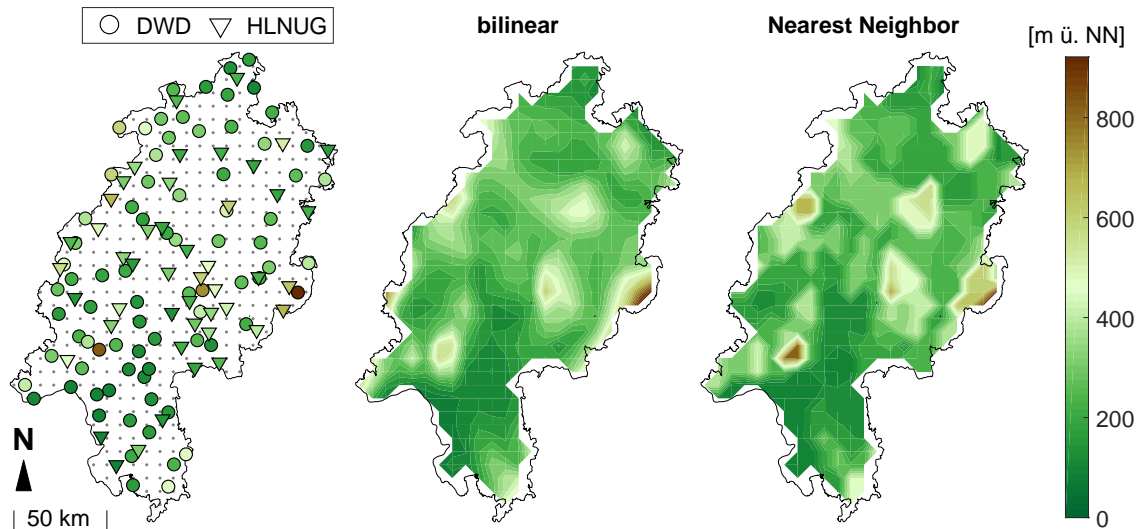 DWD HLNUG
bilinear
Nearest Neighbor
[m ü. NN]
800
600
400
200
0
N
| 50 km |